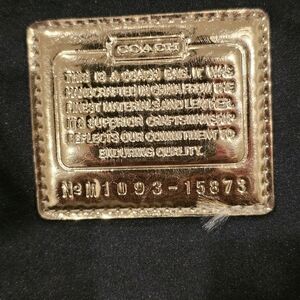 COACH
THIS IS A COACH BAG. IT WAS
HANDCRAFTED IN CHINA FROM THE
FINEST MATERIALS AND LEATHER.
ITS SUPERIOR CRAFTSMANSHIP
REFLECTS OUR COMMITMENT TO
ENDURING QUALITY.
No M1093-15873